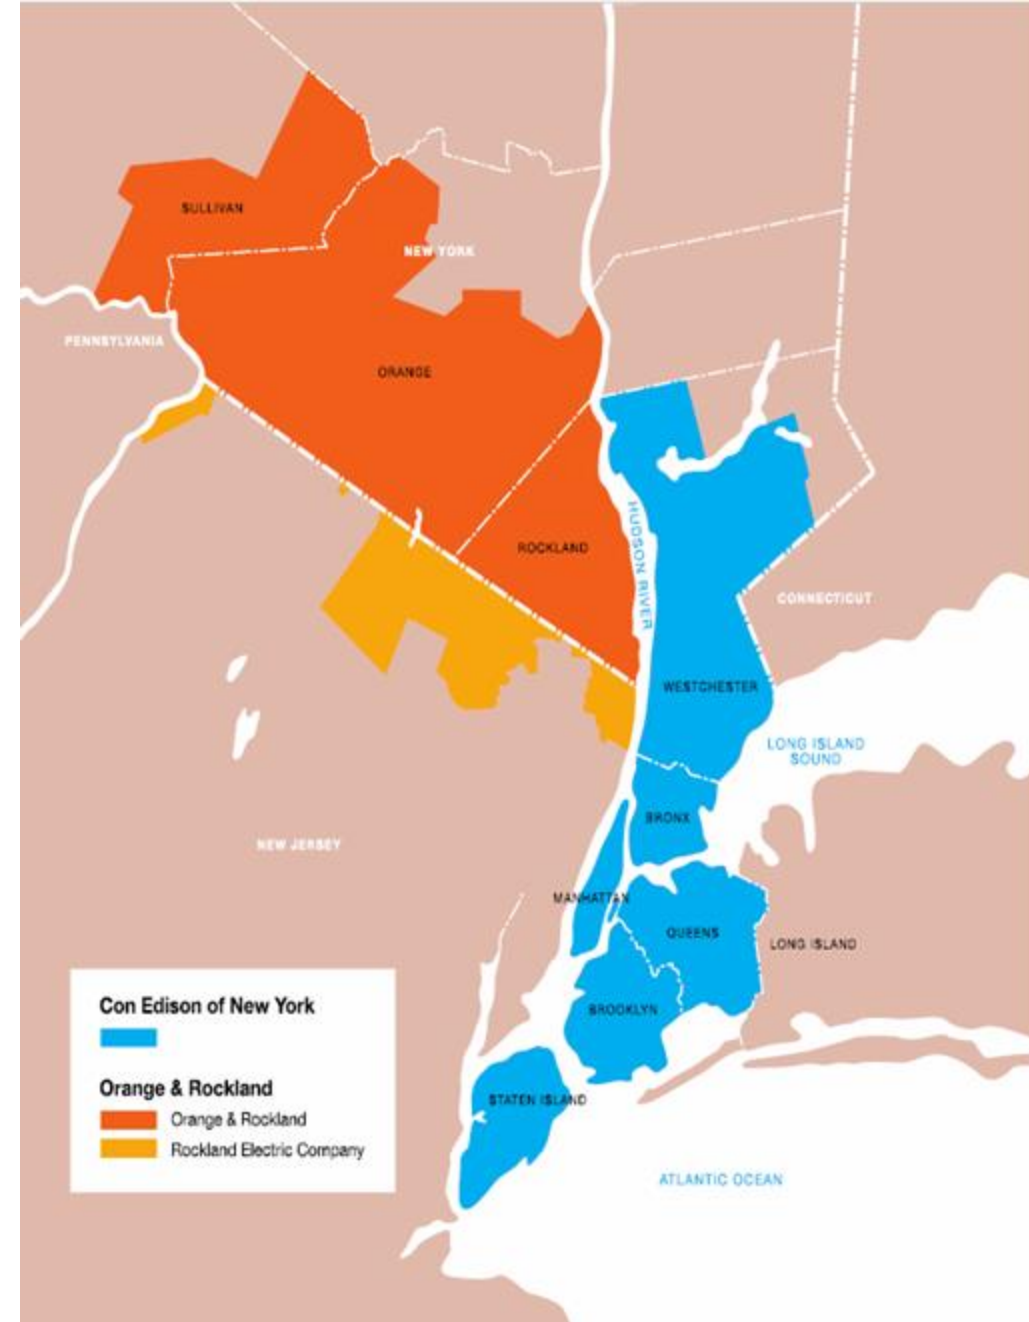 SULLIVAN
NEW YORK
PENNSYLVANIA
ORANGE
HUDSON RIVER
ROCKLAND
CONNECTICUT
WESTCHESTER
LONG ISLAND
SOUND
BRONX
NEW JERSEY
MANHATTAN
QUEENS
LONG ISLAND
BROOKLYN
STATEN ISLAND
ATLANTIC OCEAN
Con Edison of New York
Orange & Rockland
Orange & Rockland
Rockland Electric Company